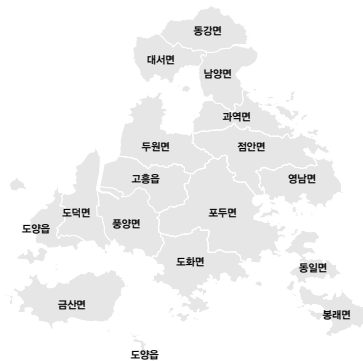 동강면
대서면
남양면
과역면
두원면
점안면
고흥읍
영남면
도덕면
포두면
풍양면
도양읍
도화면
동일면
금산면
봉래면
도양읍